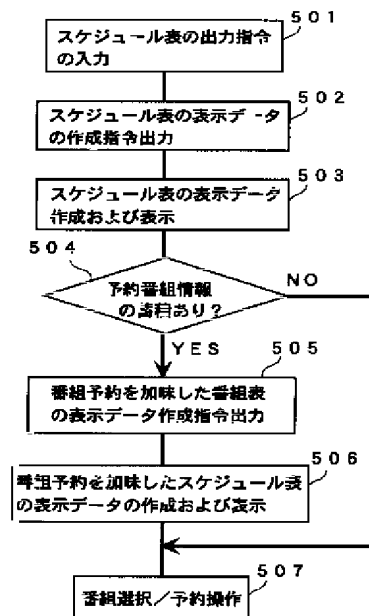 501
スケジュール表の出力指令
の入力
502
スケジュール表の表示データ
の作成指令出力
503
スケジュール表の表示データ
作成および表示
504
予約番組情報
の蓄積あり?
NO
YES
505
番組予約を加味した番組表
の表示データ作成指令出力
506
番組予約を加味したスケジュール表
の表示データの作成および表示
507
番組選択/予約操作